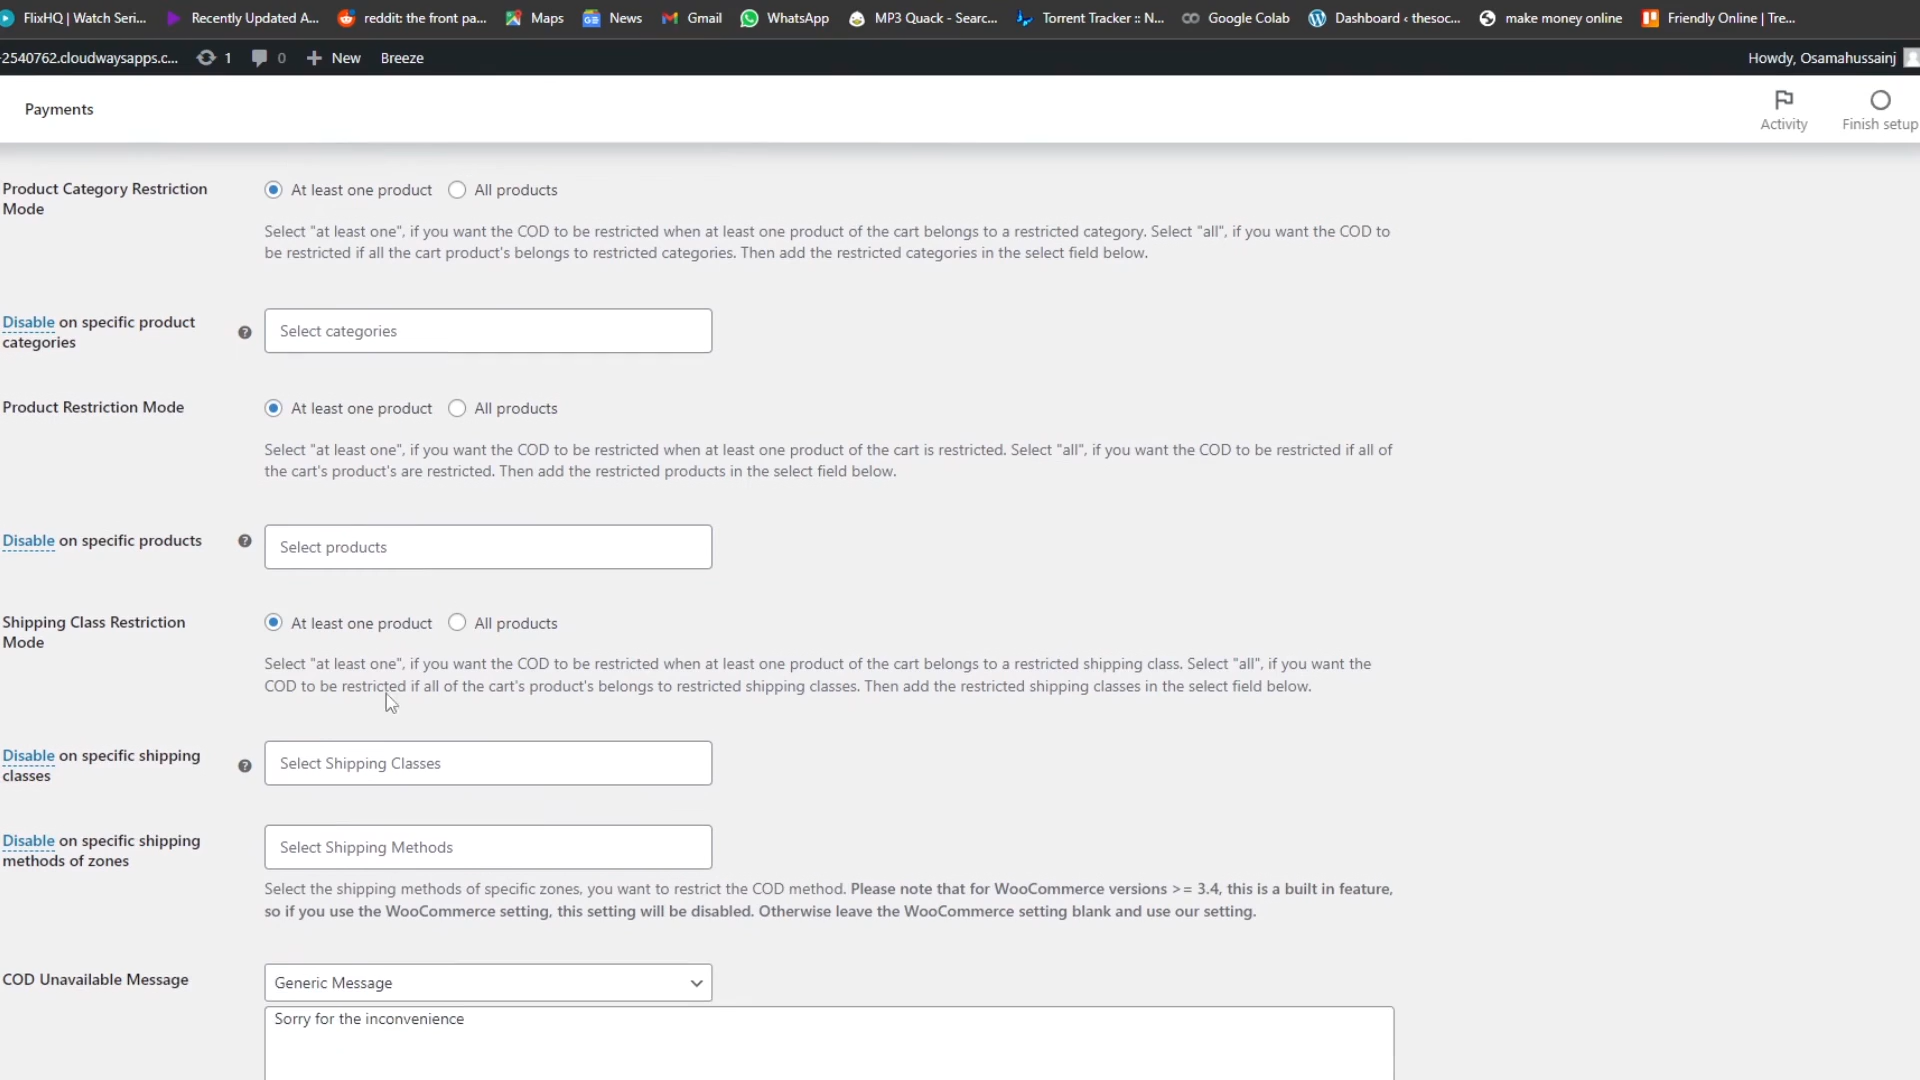 FlixHQ | Watch Seri...
Recently Updated A...
reddit: the front pa...
Maps
News
Gmail
WhatsApp
MP3 Quack - Searc...
Torrent Tracker :: N...
Google Colab
Dashboard ‹ thesoc...
make money online
Friendly Online | Tre...
-2540762.cloudwaysapps.c...
1
0
New
Breeze
Howdy, Osamahussainj
Payments
Activity
Finish setup
Product Category Restriction
Mode
At least one product
All products
Select "at least one", if you want the COD to be restricted when at least one product of the cart belongs to a restricted category. Select "all", if you want the COD to
be restricted if all the cart product's belongs to restricted categories. Then add the restricted categories in the select field below.
Disable on specific product
categories
Select categories
Product Restriction Mode
At least one product
All products
Select "at least one", if you want the COD to be restricted when at least one product of the cart is restricted. Select "all", if you want the COD to be restricted if all of
the cart's product's are restricted. Then add the restricted products in the select field below.
Disable on specific products
Select products
Shipping Class Restriction
Mode
At least one product
All products
Select "at least one", if you want the COD to be restricted when at least one product of the cart belongs to a restricted shipping class. Select "all", if you want the
COD to be restricted if all of the cart's product's belongs to restricted shipping classes. Then add the restricted shipping classes in the select field below.
Disable on specific shipping
classes
Select Shipping Classes
Disable on specific shipping
methods of zones
Select Shipping Methods
Select the shipping methods of specific zones, you want to restrict the COD method. Please note that for WooCommerce versions >= 3.4, this is a built in feature,
so if you use the WooCommerce setting, this setting will be disabled. Otherwise leave the WooCommerce setting blank and use our setting.
COD Unavailable Message
Generic Message
Sorry for the inconvenience